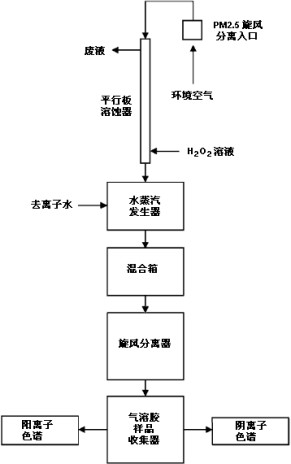 PM2.5 旋风
分离入口
废液
环境空气
平行板
溶蚀器
H₂O₂ 溶液
去离子水
水蒸汽
发生器
混合箱
旋风分离器
气溶胶
样品
收集器
阳离子
色谱
阴离子
色谱